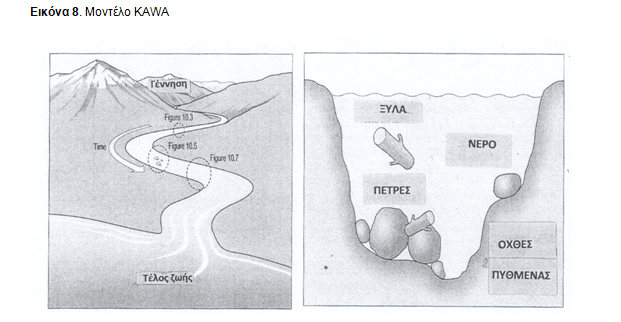 Εικόνα 8. Μοντέλο KAWA
Γέννηση
Figure 10.3
Time
Figure 10.5
Figure 10.7
Τέλος ζωής
ΞΥΛΑ
ΝΕΡΟ
ΠΕΤΡΕΣ
ΟΧΘΕΣ
ΠΥΘΜΕΝΑΣ